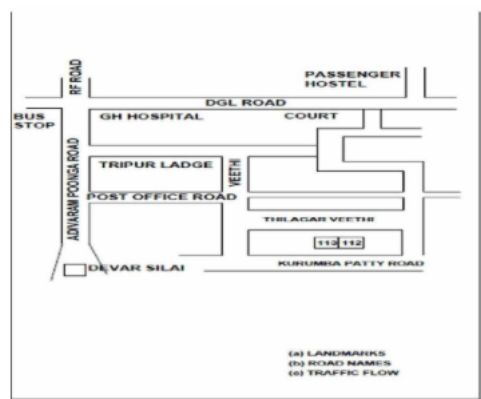 RF ROAD
PASSENGER
HOSTEL
DGL ROAD
BUS
STOP
GH HOSPITAL
COURT
ADIVARAM POONGA ROAD
TRIPUR LADGE
VEETHI
POST OFFICE ROAD
THILAGAR VEETHI
113 112
DEVAR SILAI
KURUMBA PATTY ROAD
(a) LANDMARKS
(b) ROAD NAMES
(c) TRAFFIC FLOW